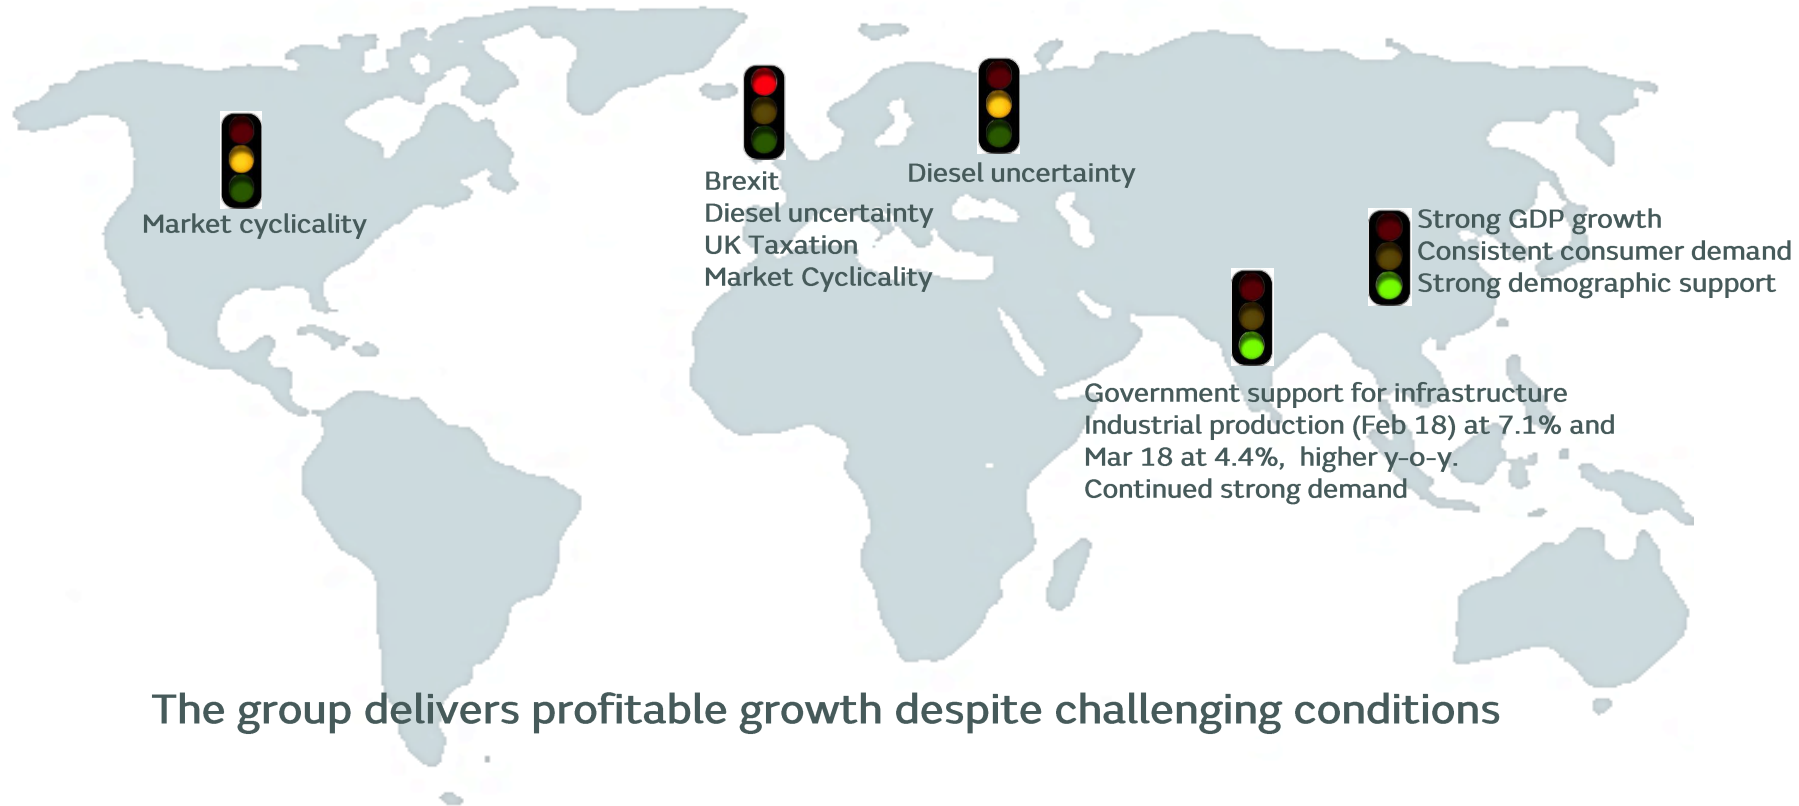 Market cyclicality
Brexit
Diesel uncertainty
UK Taxation
Market Cyclicality
Diesel uncertainty
Strong GDP growth
Consistent consumer demand
Strong demographic support
Government support for infrastructure
Industrial production (Feb 18) at 7.1% and
Mar 18 at 4.4%,  higher y-o-y.
Continued strong demand
The group delivers profitable growth despite challenging conditions